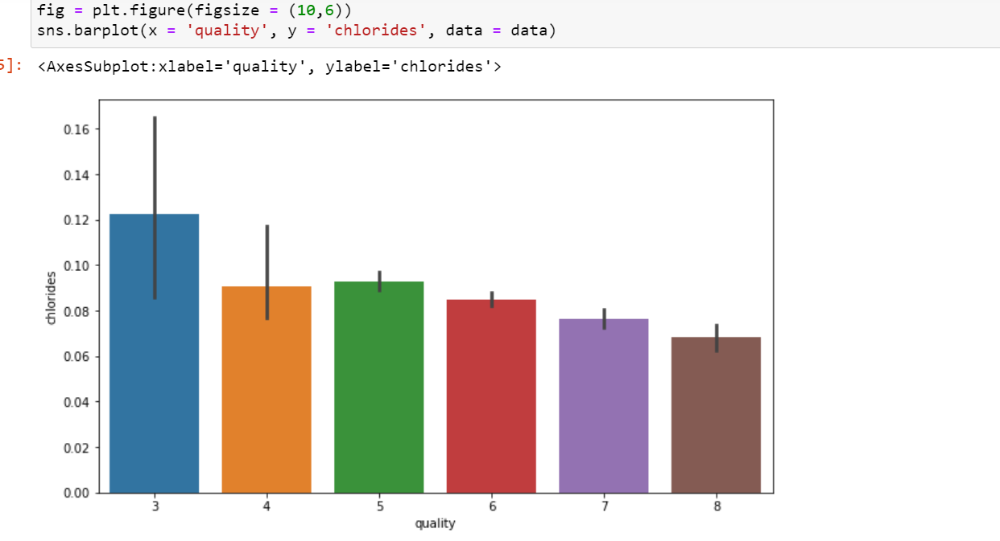 fig = plt.figure(figsize = (10,6))
sns.barplot(x = 'quality', y = 'chlorides', data = data)
5]: <AxesSubplot:xlabel='quality', ylabel='chlorides'>
0.16
0.14
0.12
0.10
0.08
0.06
0.04
0.02
0.00
chlorides
3 4 5 6 7 8
quality